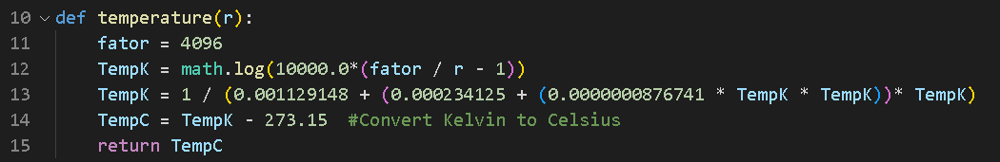 10 def temperature(r):
11 fator = 4096
12 TempK = math.log(10000.0*(fator / r - 1))
13 TempK = 1 / (0.001129148 + (0.000234125 + (0.0000000876741 * TempK * TempK))* TempK)
14 TempC = TempK - 273.15  #Convert Kelvin to Celsius
15 return TempC